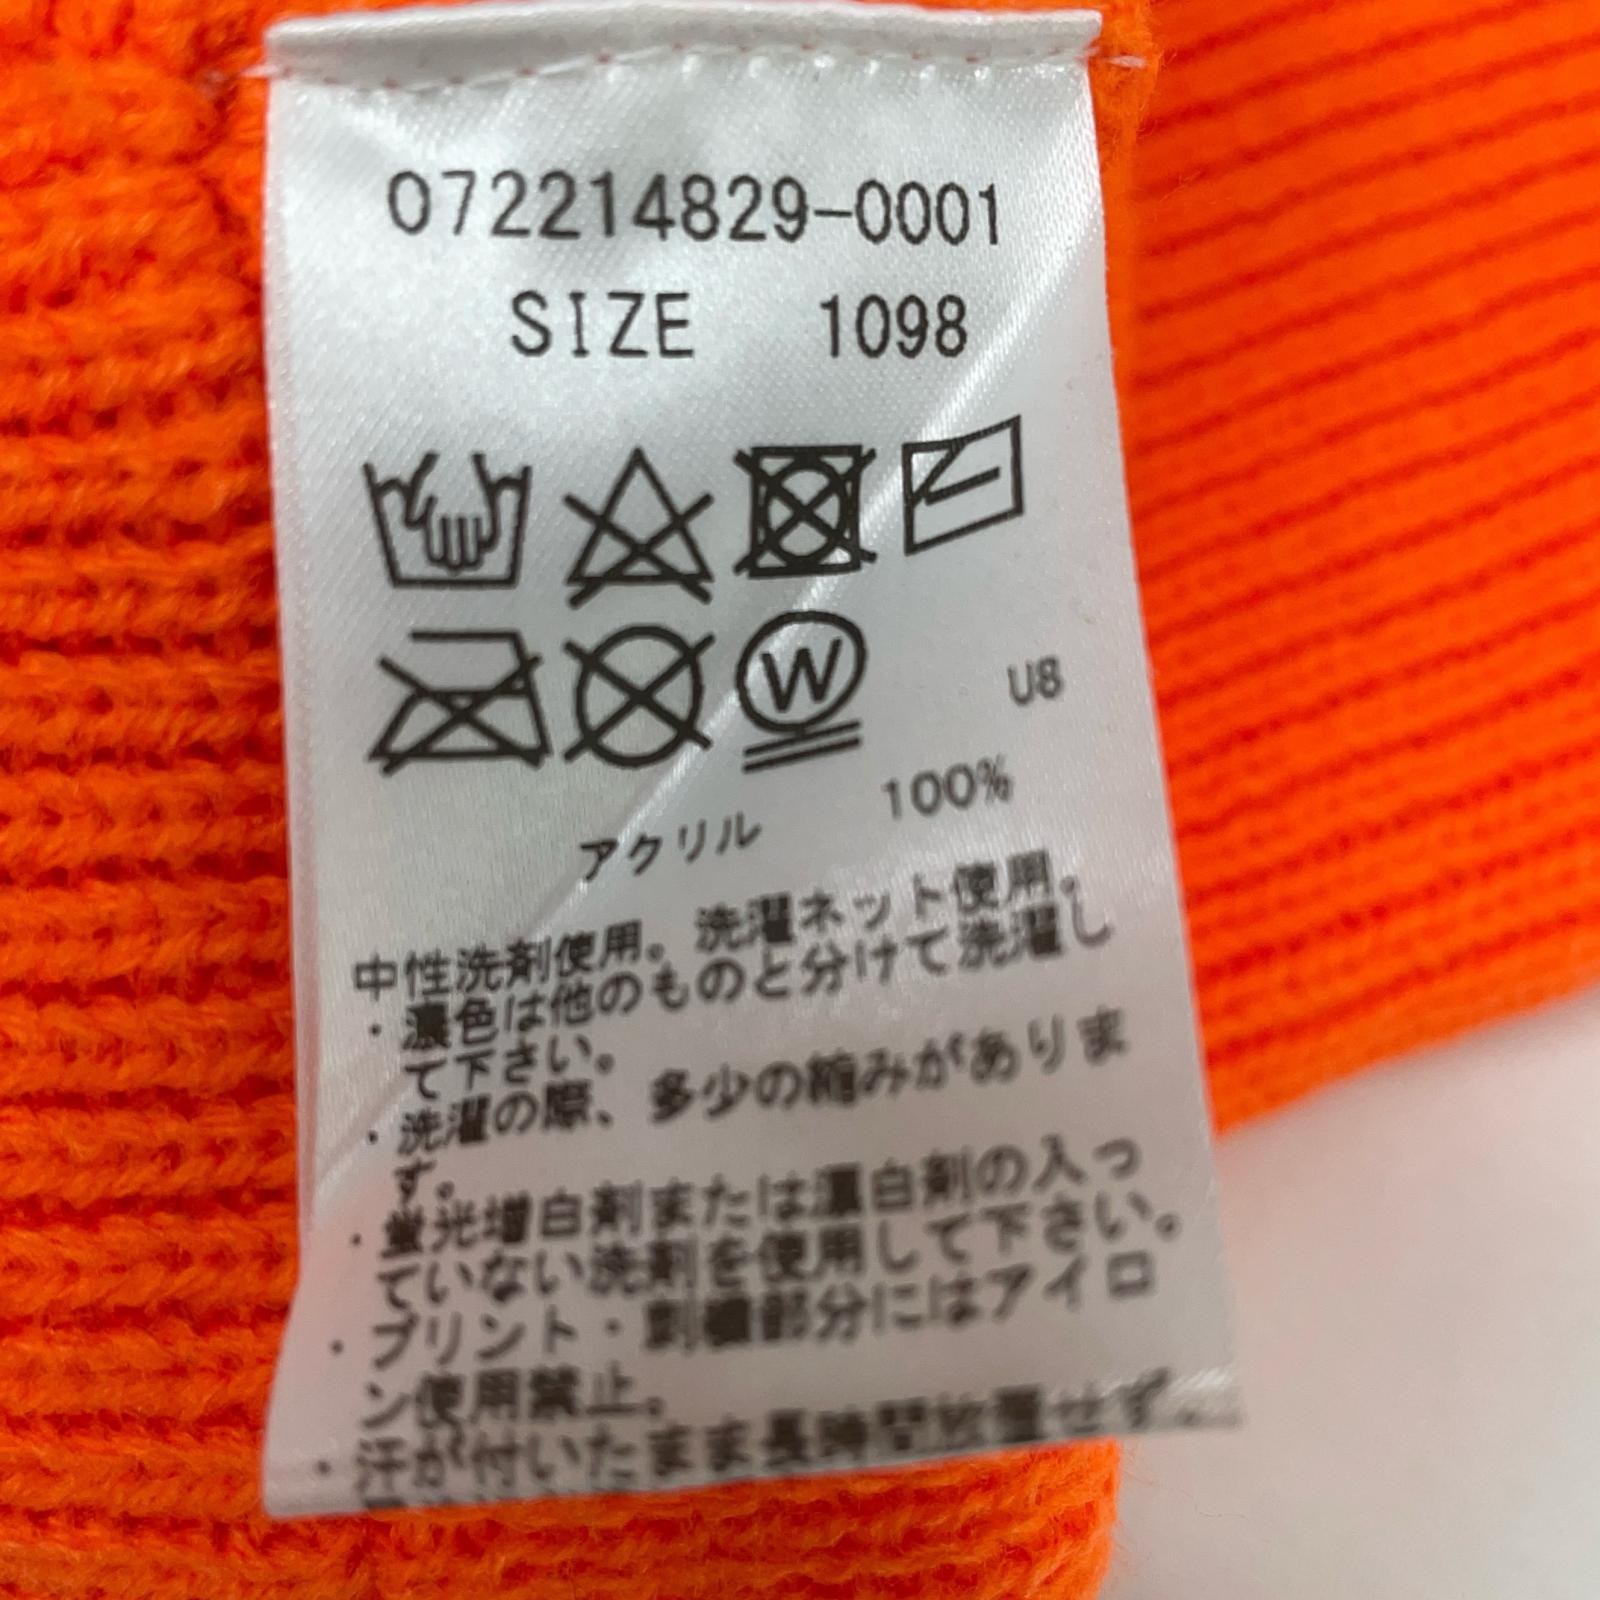 072214829-0001
SIZE 1098
W
U8
アクリル 100%
中性洗剤使用。洗濯ネット使用。
・濃色は他のものと分けて洗濯し
て下さい。
・洗濯の際、多少の縮みがありま
す。
・蛍光増白剤または漂白剤の入っ
ていない洗剤を使用して下さい。
・プリント・刺繍部分にはアイロ
ン使用禁止。
・汗が付いたまま長時間放置せず、